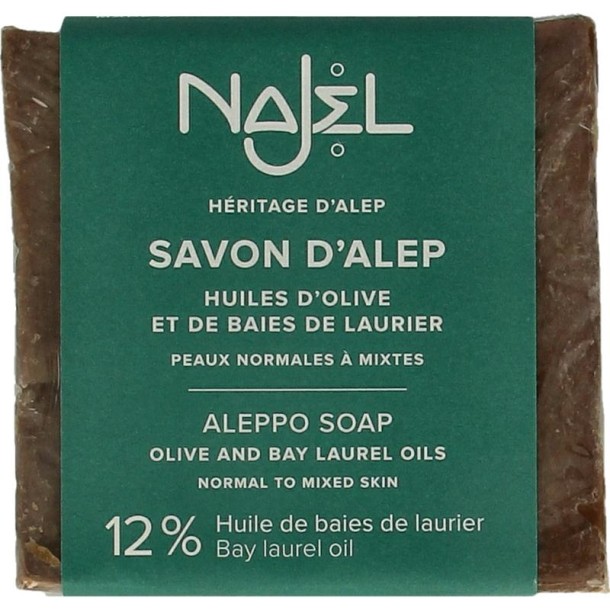 NAJEL
HÉRITAGE D'ALEP
SAVON D'ALEP
HUILES D'OLIVE
ET DE BAIES DE LAURIER
PEAUX NORMALES À MIXTES
ALEPPO SOAP
OLIVE AND BAY LAUREL OILS
NORMAL TO MIXED SKIN
12% Huile de baies de laurier
Bay laurel oil